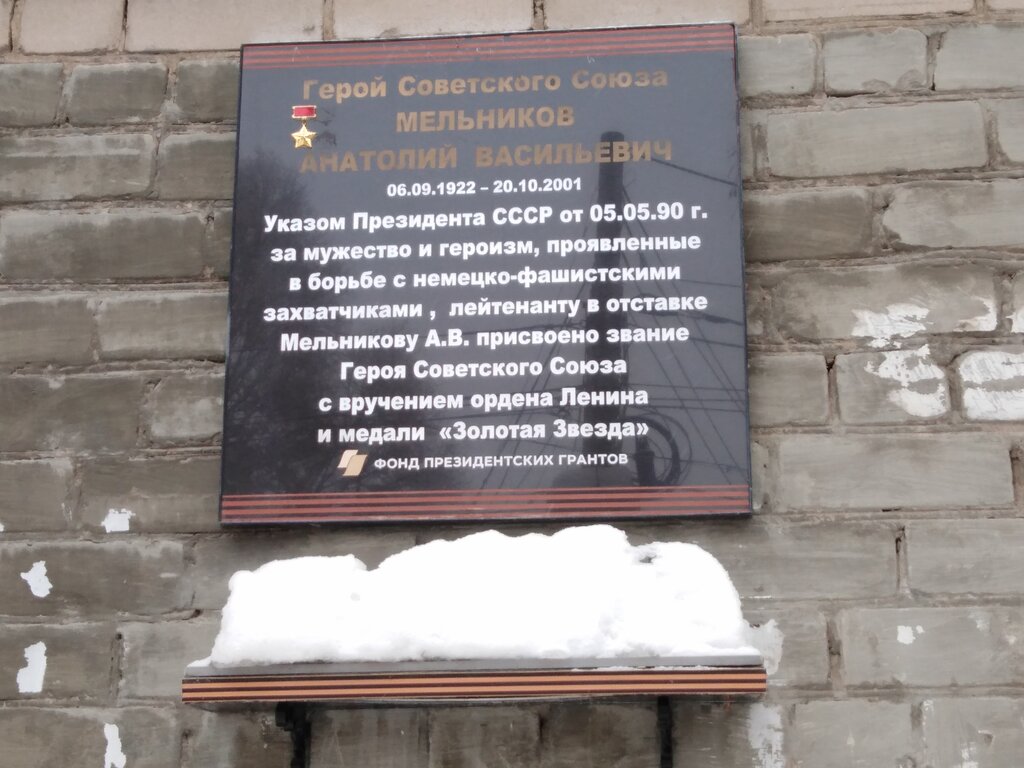 Герой Советского Союза
МЕЛЬНИКОВ
АНАТОЛИЙ ВАСИЛЬЕВИЧ
06.09.1922 – 20.10.2001
Указом Президента СССР от 05.05.90 г.
за мужество и героизм, проявленные
в борьбе с немецко-фашистскими
захватчиками , лейтенанту в отставке
Мельникову А.В. присвоено звание
Героя Советского Союза
с вручением ордена Ленина
и медали «Золотая Звезда»
ФОНД ПРЕЗИДЕНТСКИХ ГРАНТОВ